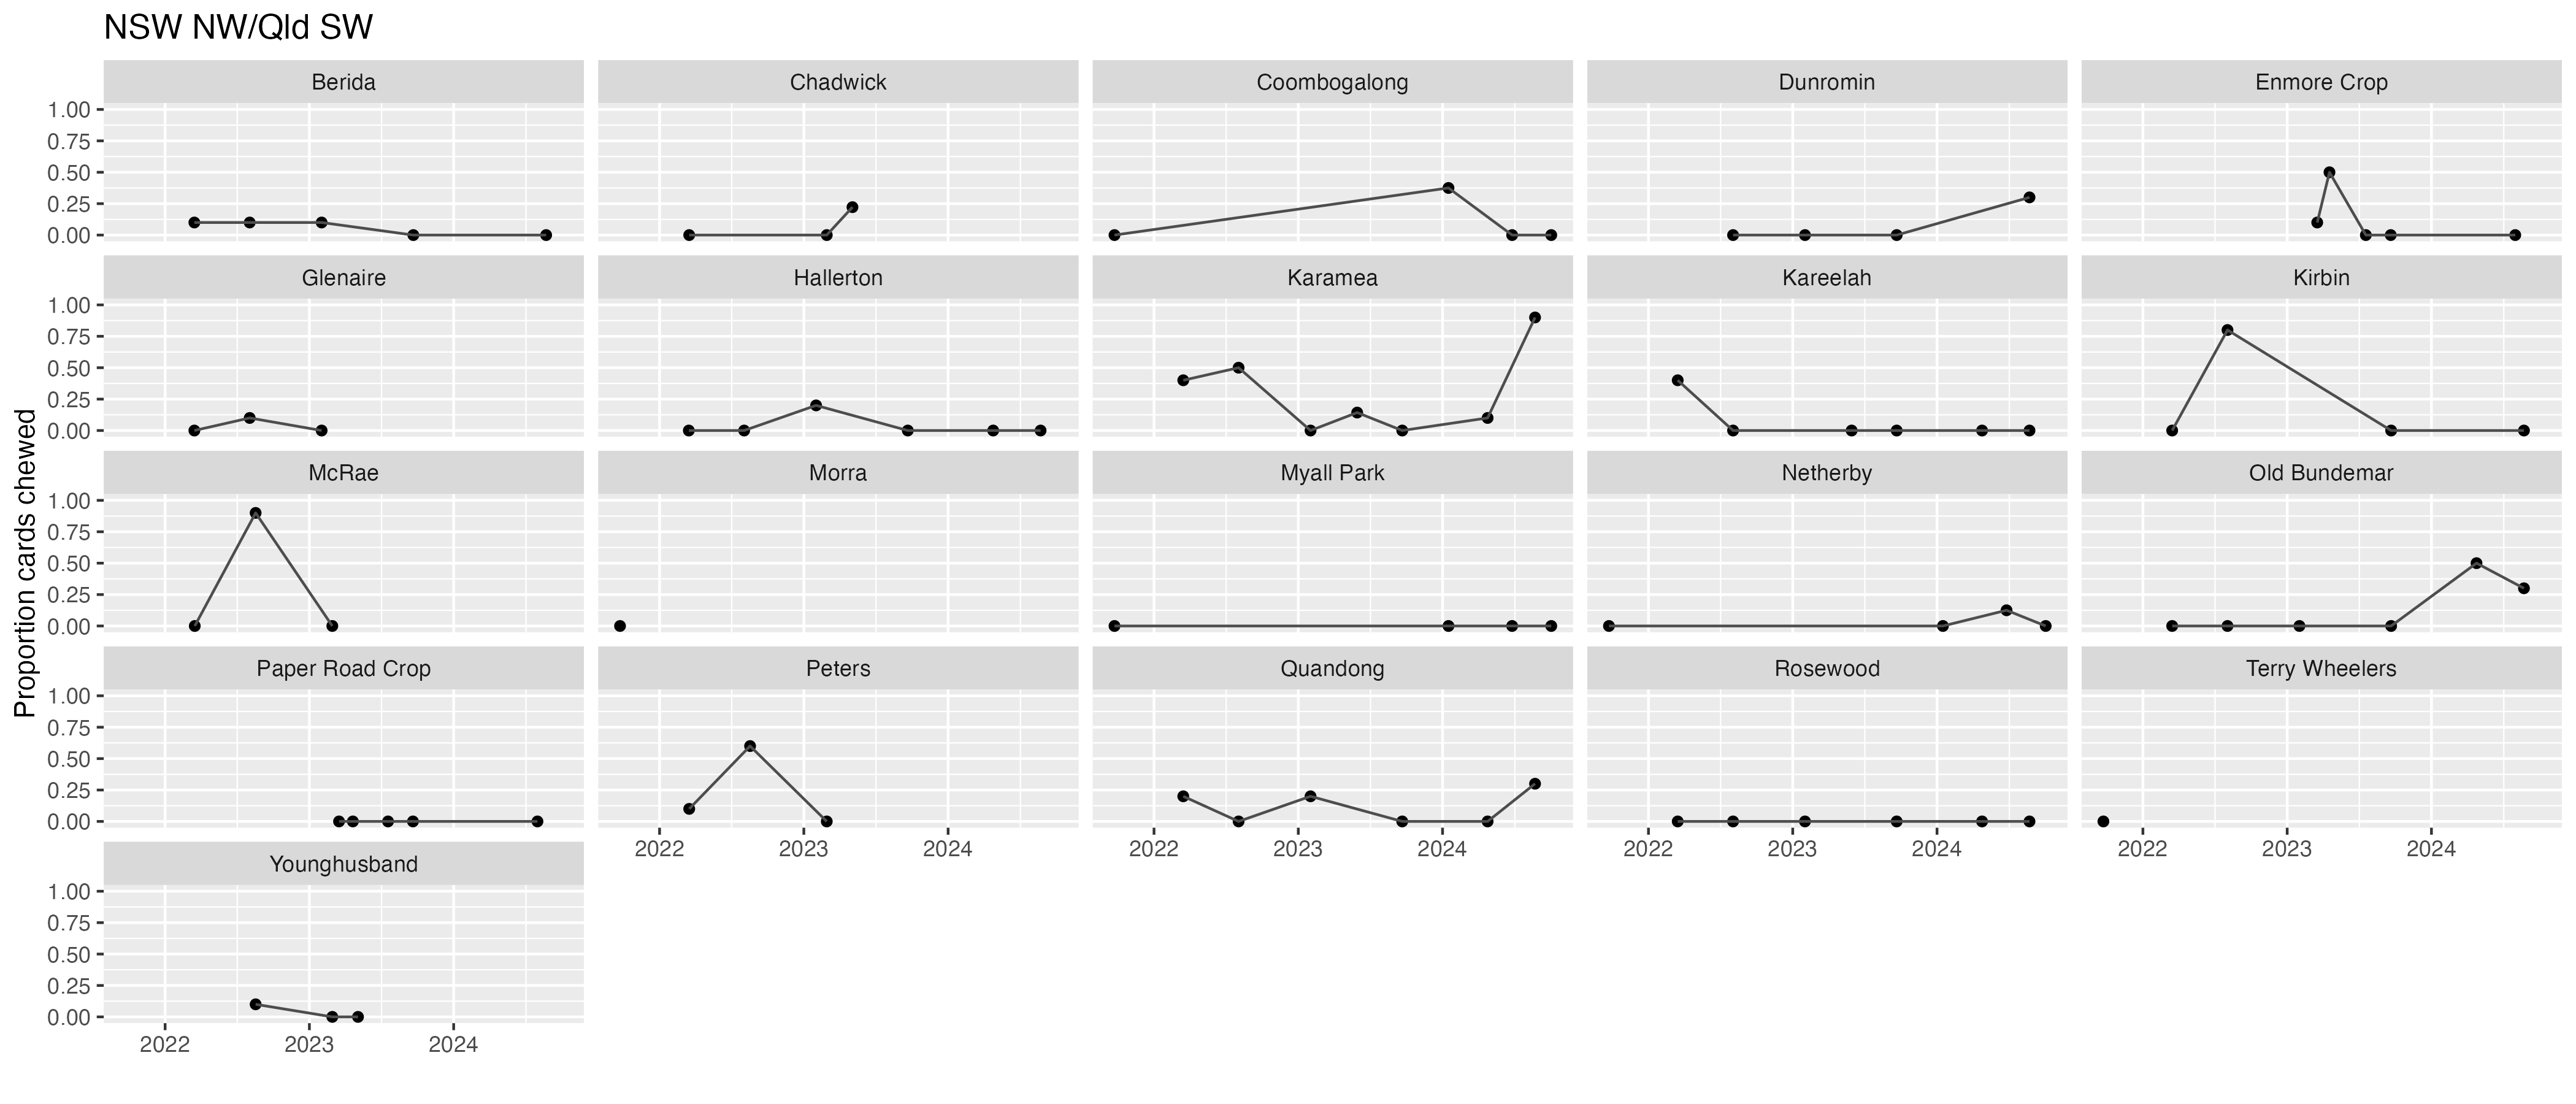 NSW NW/Qld SW
Proportion cards chewed
Berida
Chadwick
Coombogalong
Dunromin
Enmore Crop
1.00
0.75
0.50
0.25
0.00
Glenaire
Hallerton
Karamea
Kareelah
Kirbin
1.00
0.75
0.50
0.25
0.00
McRae
Morra
Myall Park
Netherby
Old Bundemar
1.00
0.75
0.50
0.25
0.00
Paper Road Crop
Peters
Quandong
Rosewood
Terry Wheelers
1.00
0.75
0.50
0.25
0.00
2022 2023 2024
2022 2023 2024
2022 2023 2024
2022 2023 2024
Younghusband
1.00
0.75
0.50
0.25
0.00
2022 2023 2024